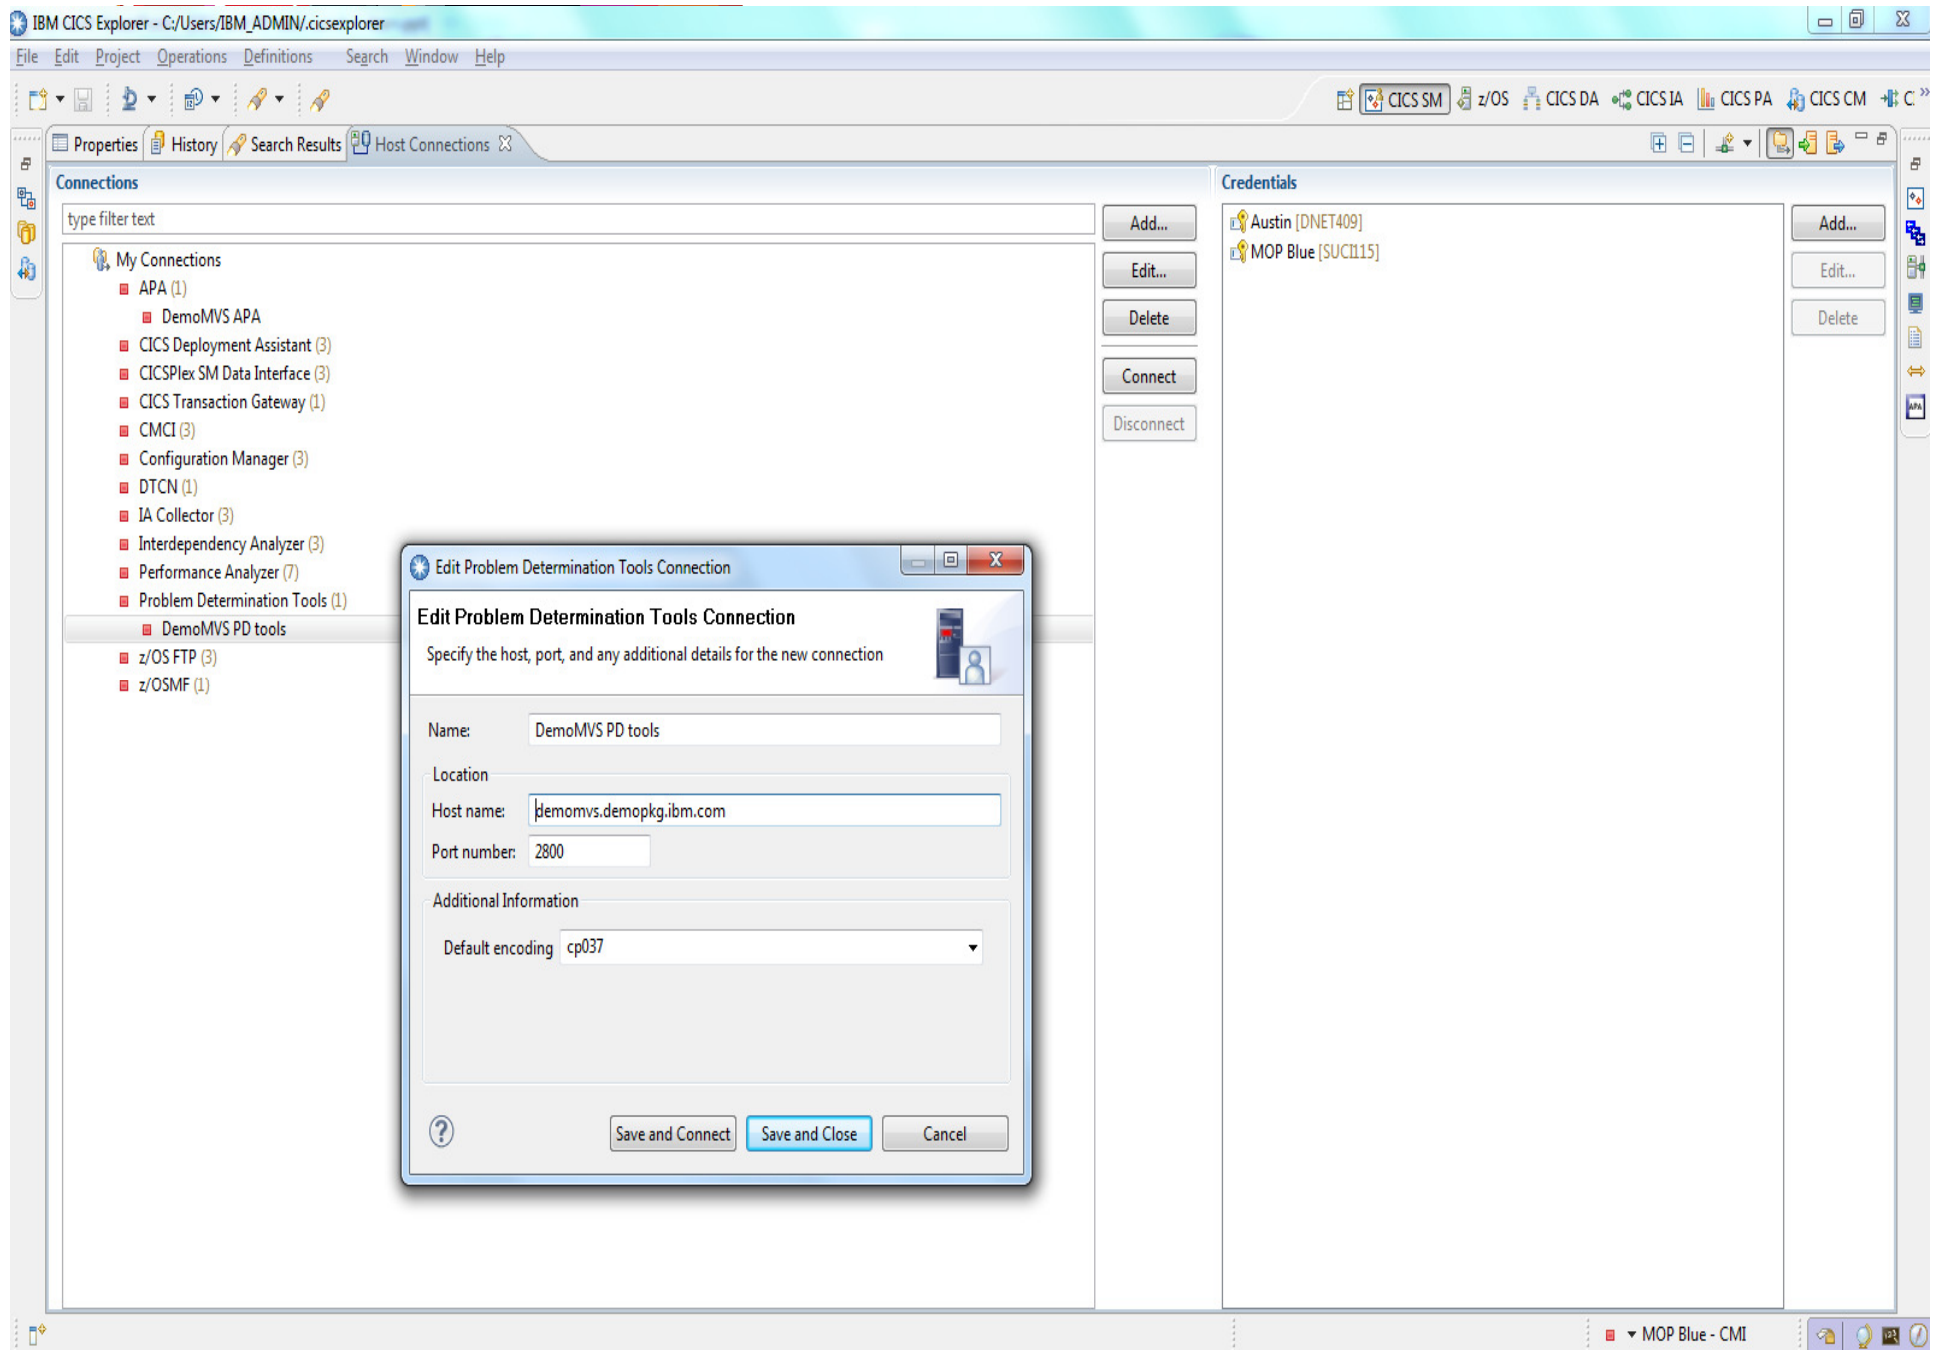 IBM CICS Explorer - C:/Users/IBM_ADMIN/.cicsexplorer
File Edit Project Operations Definitions Search Window Help
CICS SM z/OS CICS DA CICS IA CICS PA CICS CM C
Properties History Search Results Host Connections
Connections
type filter text
My Connections
APA (1)
DemoMVS APA
CICS Deployment Assistant (3)
CICSPlex SM Data Interface (3)
CICS Transaction Gateway (1)
CMCI (3)
Configuration Manager (3)
DTCN (1)
IA Collector (3)
Interdependency Analyzer (3)
Performance Analyzer (7)
Problem Determination Tools (1)
DemoMVS PD tools
z/OS FTP (3)
z/OSMF (1)
Add...
Edit...
Delete
Connect
Disconnect
Credentials
Austin [DNET409]
MOP Blue [SUCI115]
Add...
Edit...
Delete
APA
Edit Problem Determination Tools Connection
Edit Problem Determination Tools Connection
Specify the host, port, and any additional details for the new connection
Name: DemoMVS PD tools
Location
Host name: demomvs.demopkg.ibm.com
Port number: 2800
Additional Information
Default encoding cp037
Save and Connect Save and Close Cancel
MOP Blue - CMI